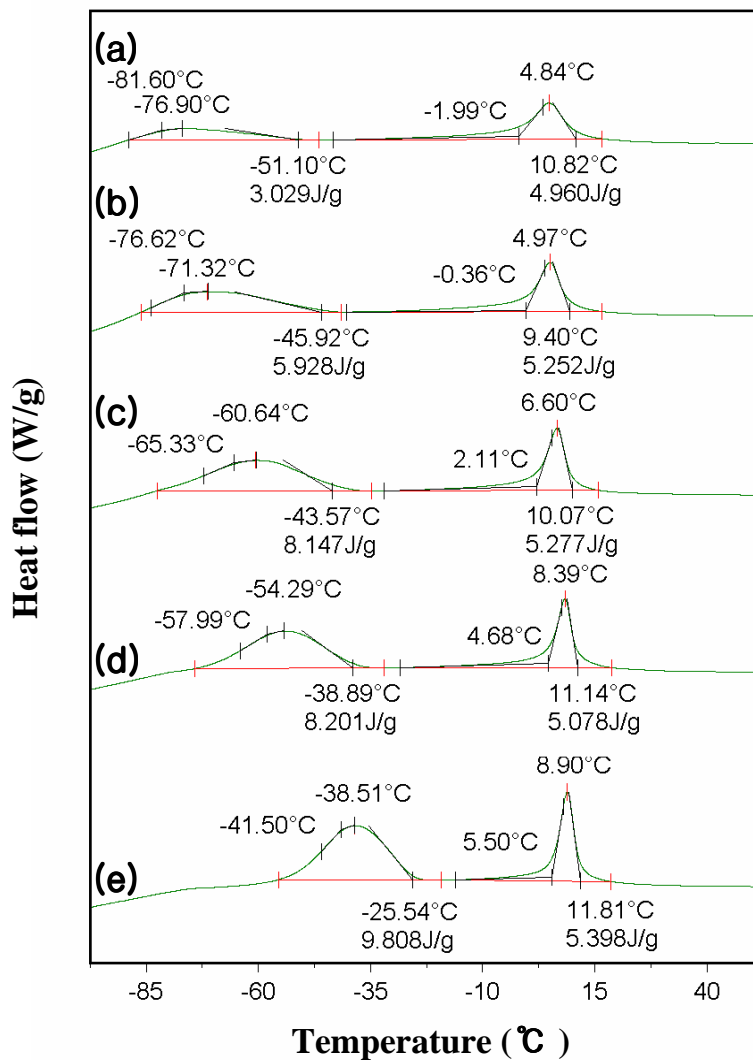 (a)
-81.60°C
-76.90°C
-1.99°C
4.84°C
-51.10°C
3.029J/g
10.82°C
4.960J/g
(b)
-76.62°C
-71.32°C
-0.36°C
4.97°C
-45.92°C
5.928J/g
9.40°C
5.252J/g
(c)
-60.64°C
-65.33°C
2.11°C
6.60°C
-43.57°C
8.147J/g
10.07°C
5.277J/g
(d)
-54.29°C
-57.99°C
4.68°C
8.39°C
-38.89°C
8.201J/g
11.14°C
5.078J/g
(e)
-38.51°C
-41.50°C
5.50°C
8.90°C
-25.54°C
9.808J/g
11.81°C
5.398J/g
Heat flow (W/g)
-85 -60 -35 -10 15 40
Temperature (℃)